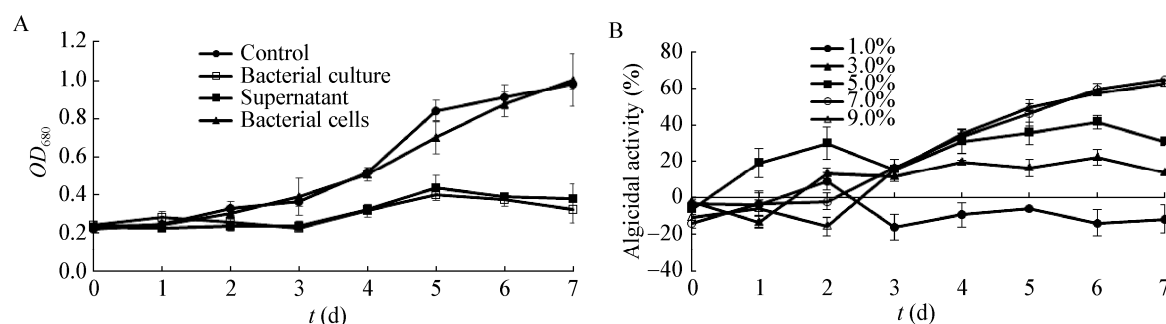 A
1.2
1.0
0.8
0.6
0.4
0.2
0.0
OD680
Control
Bacterial culture
Supernatant
Bacterial cells
0 1 2 3 4 5 6 7
t (d)
B
80
60
40
20
0
−20
−40
Algicidal activity (%)
1.0%
3.0%
5.0%
7.0%
9.0%
0 1 2 3 4 5 6 7
t (d)